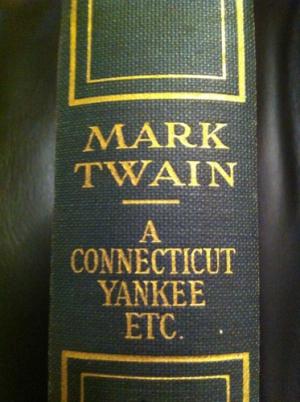 MARK
TWAIN
A
CONNECTICUT
YANKEE
ETC.